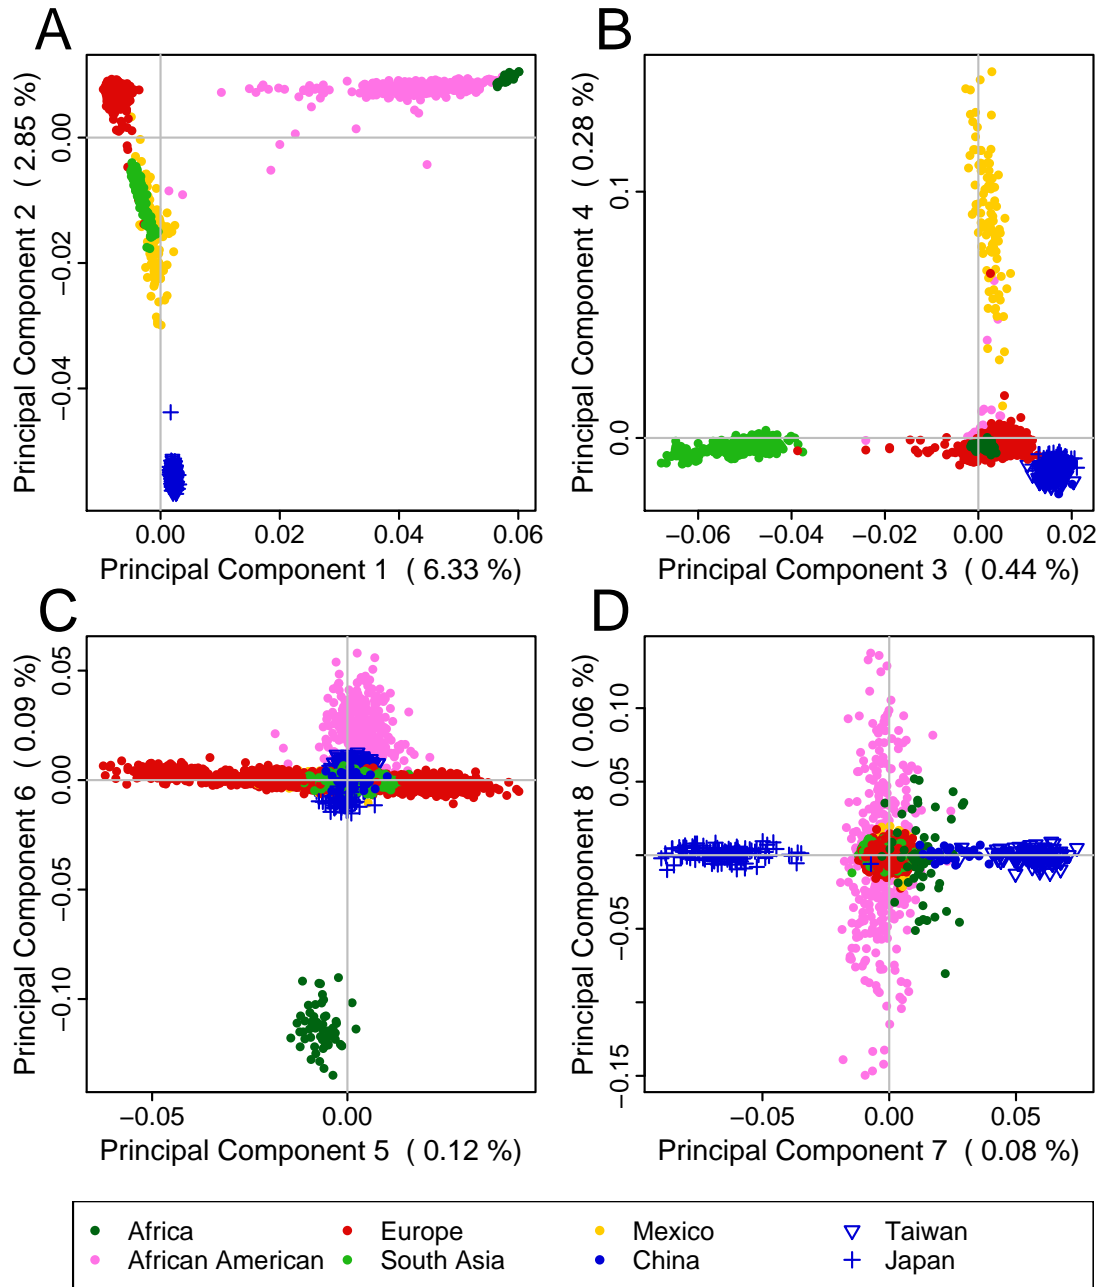 A
B
Principal Component 2 ( 2.85 %)
0.00
−0.02
−0.04
0.00
0.02
0.04
0.06
Principal Component 1 ( 6.33 %)
Principal Component 4 ( 0.28 %)
0.1
0.0
−0.06
−0.04
−0.02
0.00
0.02
Principal Component 3 ( 0.44 %)
C
D
Principal Component 6 ( 0.09 %)
0.05
0.00
−0.05
−0.10
−0.05
0.00
Principal Component 5 ( 0.12 %)
Principal Component 8 ( 0.06 %)
0.10
0.05
0.00
−0.05
−0.15
−0.05
0.00
0.05
Principal Component 7 ( 0.08 %)
Africa
Europe
Mexico
Taiwan
African American
South Asia
China
Japan